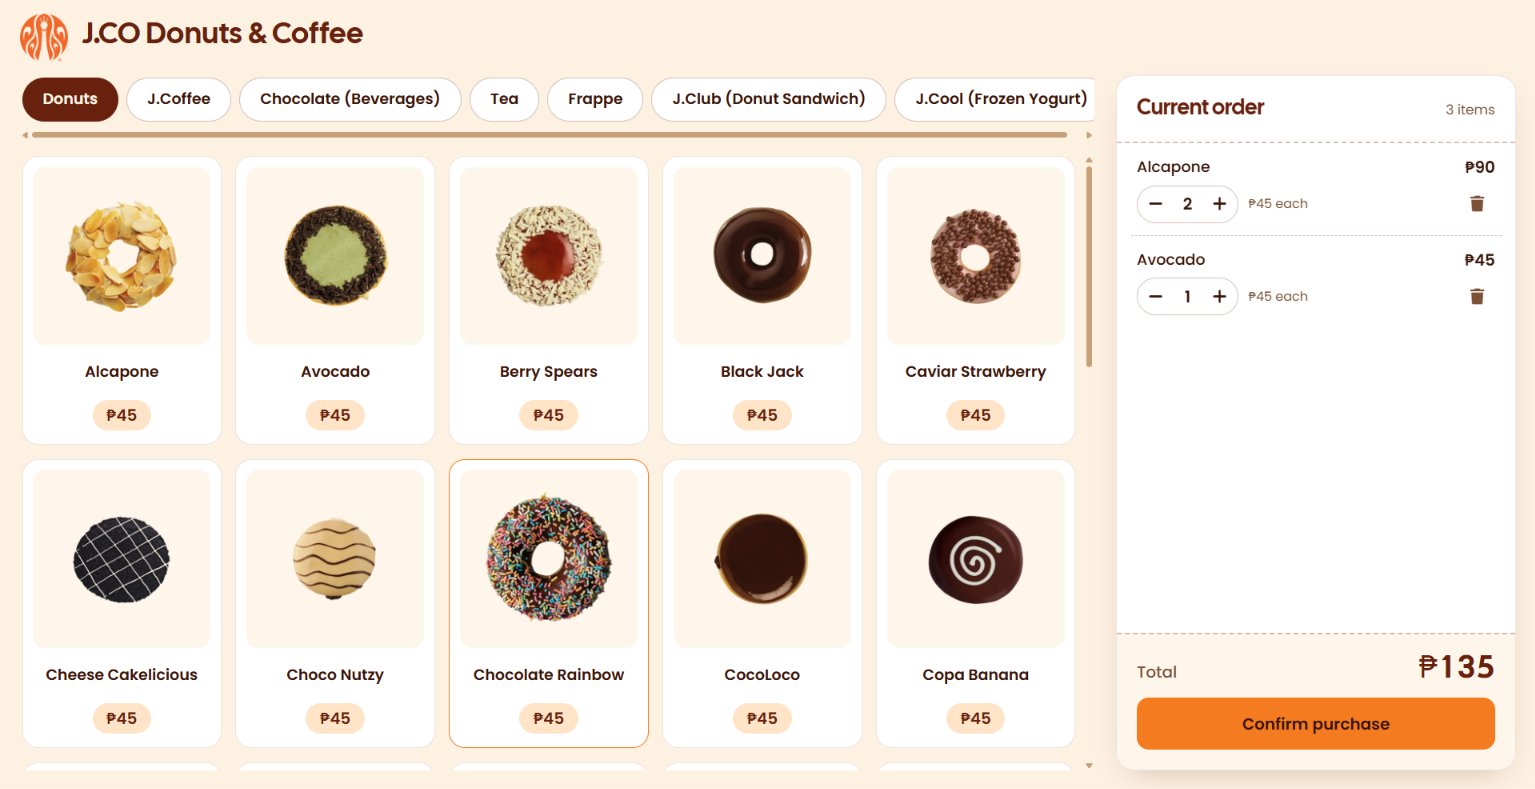 J.CO Donuts & Coffee
Donuts
J.Coffee
Chocolate (Beverages)
Tea
Frappe
J.Club (Donut Sandwich)
J.Cool (Frozen Yogurt)
Alcapone
₱45
Avocado
₱45
Berry Spears
₱45
Black Jack
₱45
Caviar Strawberry
₱45
Cheese Cakelicious
₱45
Choco Nutzy
₱45
Chocolate Rainbow
₱45
CocoLoco
₱45
Copa Banana
₱45
Current order
3 items
Alcapone
₱90
2
₱45 each
Avocado
₱45
1
₱45 each
Total
₱135
Confirm purchase